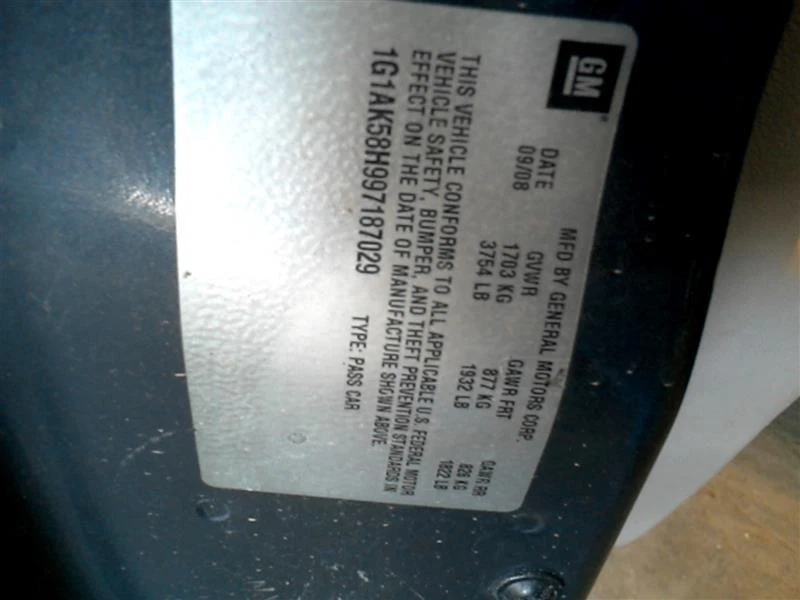 GM
MFD BY GENERAL MOTORS CORP.
DATE GVWR GAWR FRT GAWR RR
09/08 1703 KG 877 KG 826 KG
3754 LB 1932 LB 1822 LB
THIS VEHICLE CONFORMS TO ALL APPLICABLE U.S. FEDERAL MOTOR
VEHICLE SAFETY, BUMPER, AND THEFT PREVENTION STANDARDS IN
EFFECT ON THE DATE OF MANUFACTURE SHOWN ABOVE.
1G1AK58H997187029 TYPE: PASS CAR